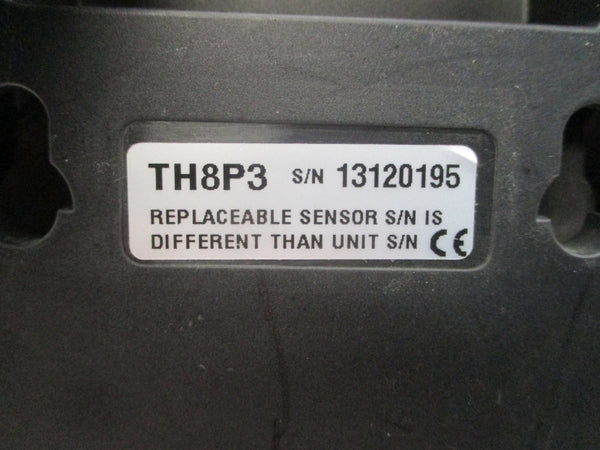 TH8P3 S/N 13120195
REPLACEABLE SENSOR S/N IS
DIFFERENT THAN UNIT S/N CE